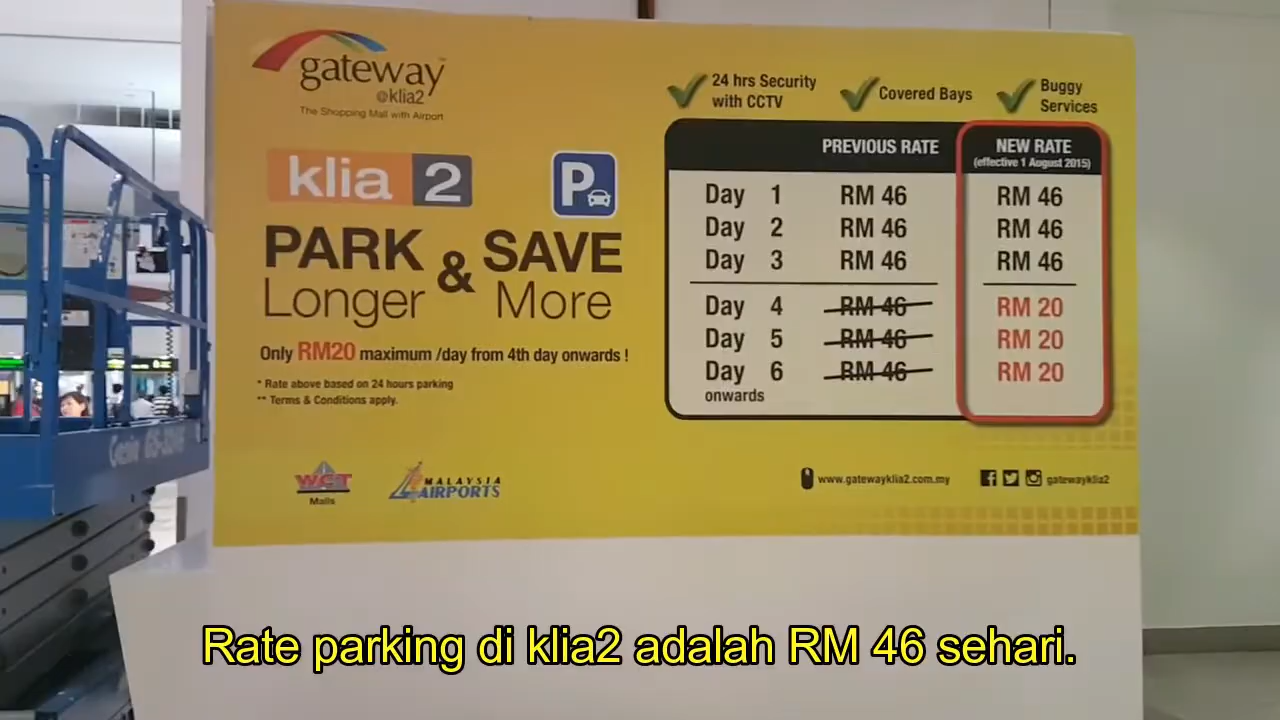 gateway
@klia2
The Shopping Mall with Airport
klia 2
P
PARK & SAVE
Longer More
Only RM20 maximum /day from 4th day onwards !
* Rate above based on 24 hours parking
** Terms & Conditions apply.
WCT
Malls
MALAYSIA
AIRPORTS
24 hrs Security
with CCTV
Covered Bays
Buggy
Services
PREVIOUS RATE NEW RATE
(effective 1 August 2015)
Day 1 RM 46 RM 46
Day 2 RM 46 RM 46
Day 3 RM 46 RM 46
Day 4 RM 46 RM 20
Day 5 RM 46 RM 20
Day 6 RM 46 RM 20
onwards
www.gatewayklia2.com.my
gatewayklia2
Genie
Rate parking di klia2 adalah RM 46 sehari.